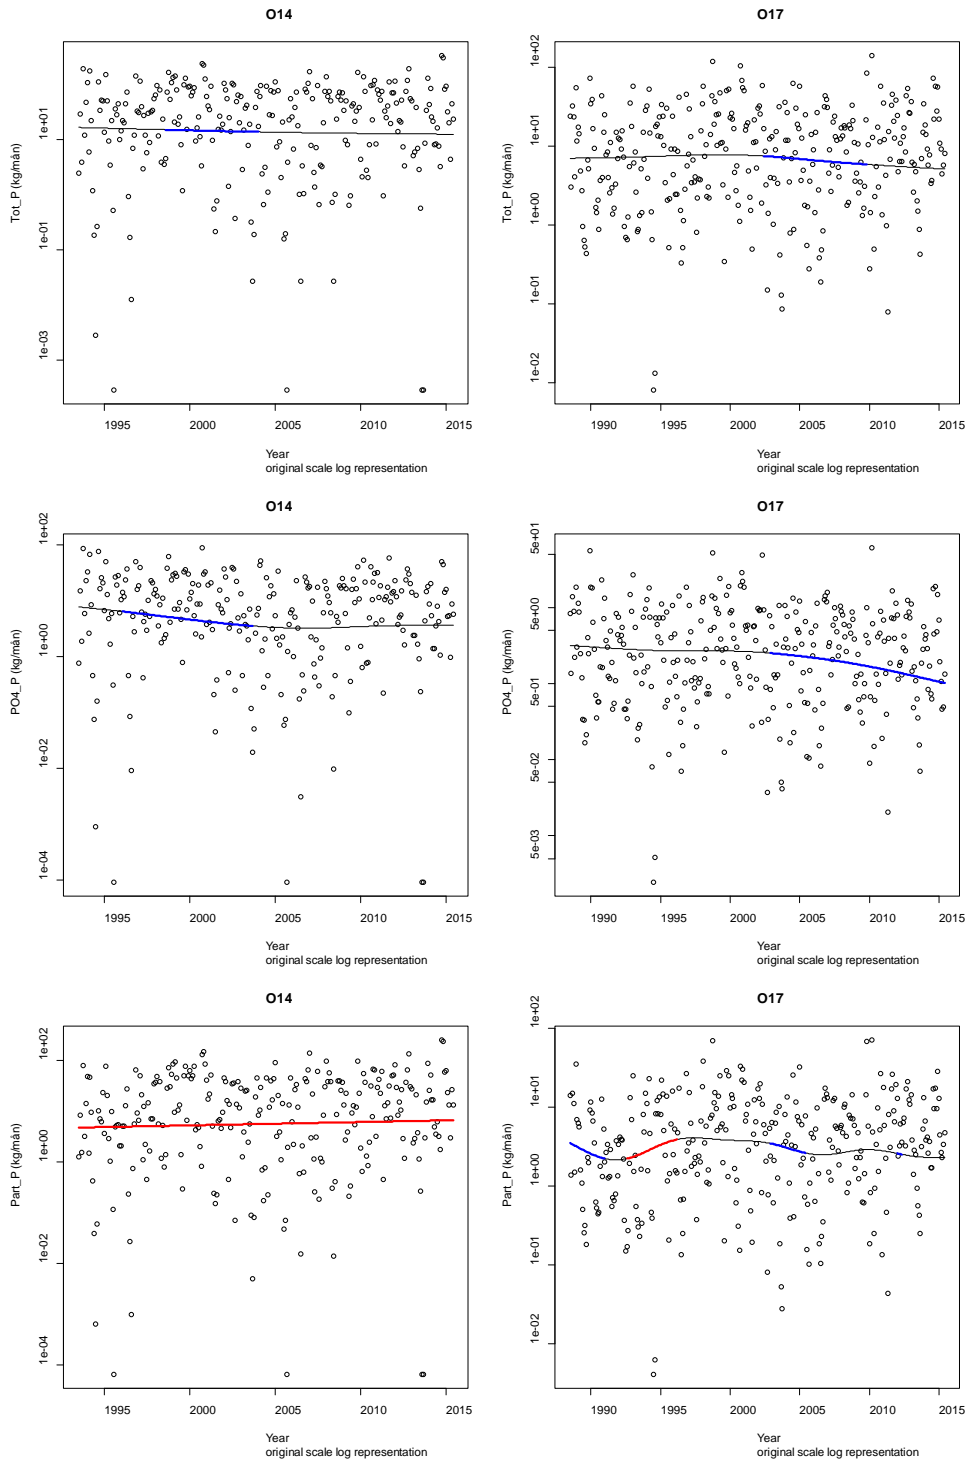 O14
Tot_P (kg/mån)
1e+01
1e-01
1e-03
1995 2000 2005 2010 2015
Year
original scale log representation
O17
Tot_P (kg/mån)
1e+02
1e+01
1e+00
1e-01
1e-02
1990 1995 2000 2005 2010 2015
Year
original scale log representation
O14
PO4_P (kg/mån)
1e+02
1e+00
1e-02
1e-04
1995 2000 2005 2010 2015
Year
original scale log representation
O17
PO4_P (kg/mån)
5e+01
5e+00
5e-01
5e-02
5e-03
1990 1995 2000 2005 2010 2015
Year
original scale log representation
O14
Part_P (kg/mån)
1e+02
1e+00
1e-02
1e-04
1995 2000 2005 2010 2015
Year
original scale log representation
O17
Part_P (kg/mån)
1e+02
1e+01
1e+00
1e-01
1e-02
1990 1995 2000 2005 2010 2015
Year
original scale log representation